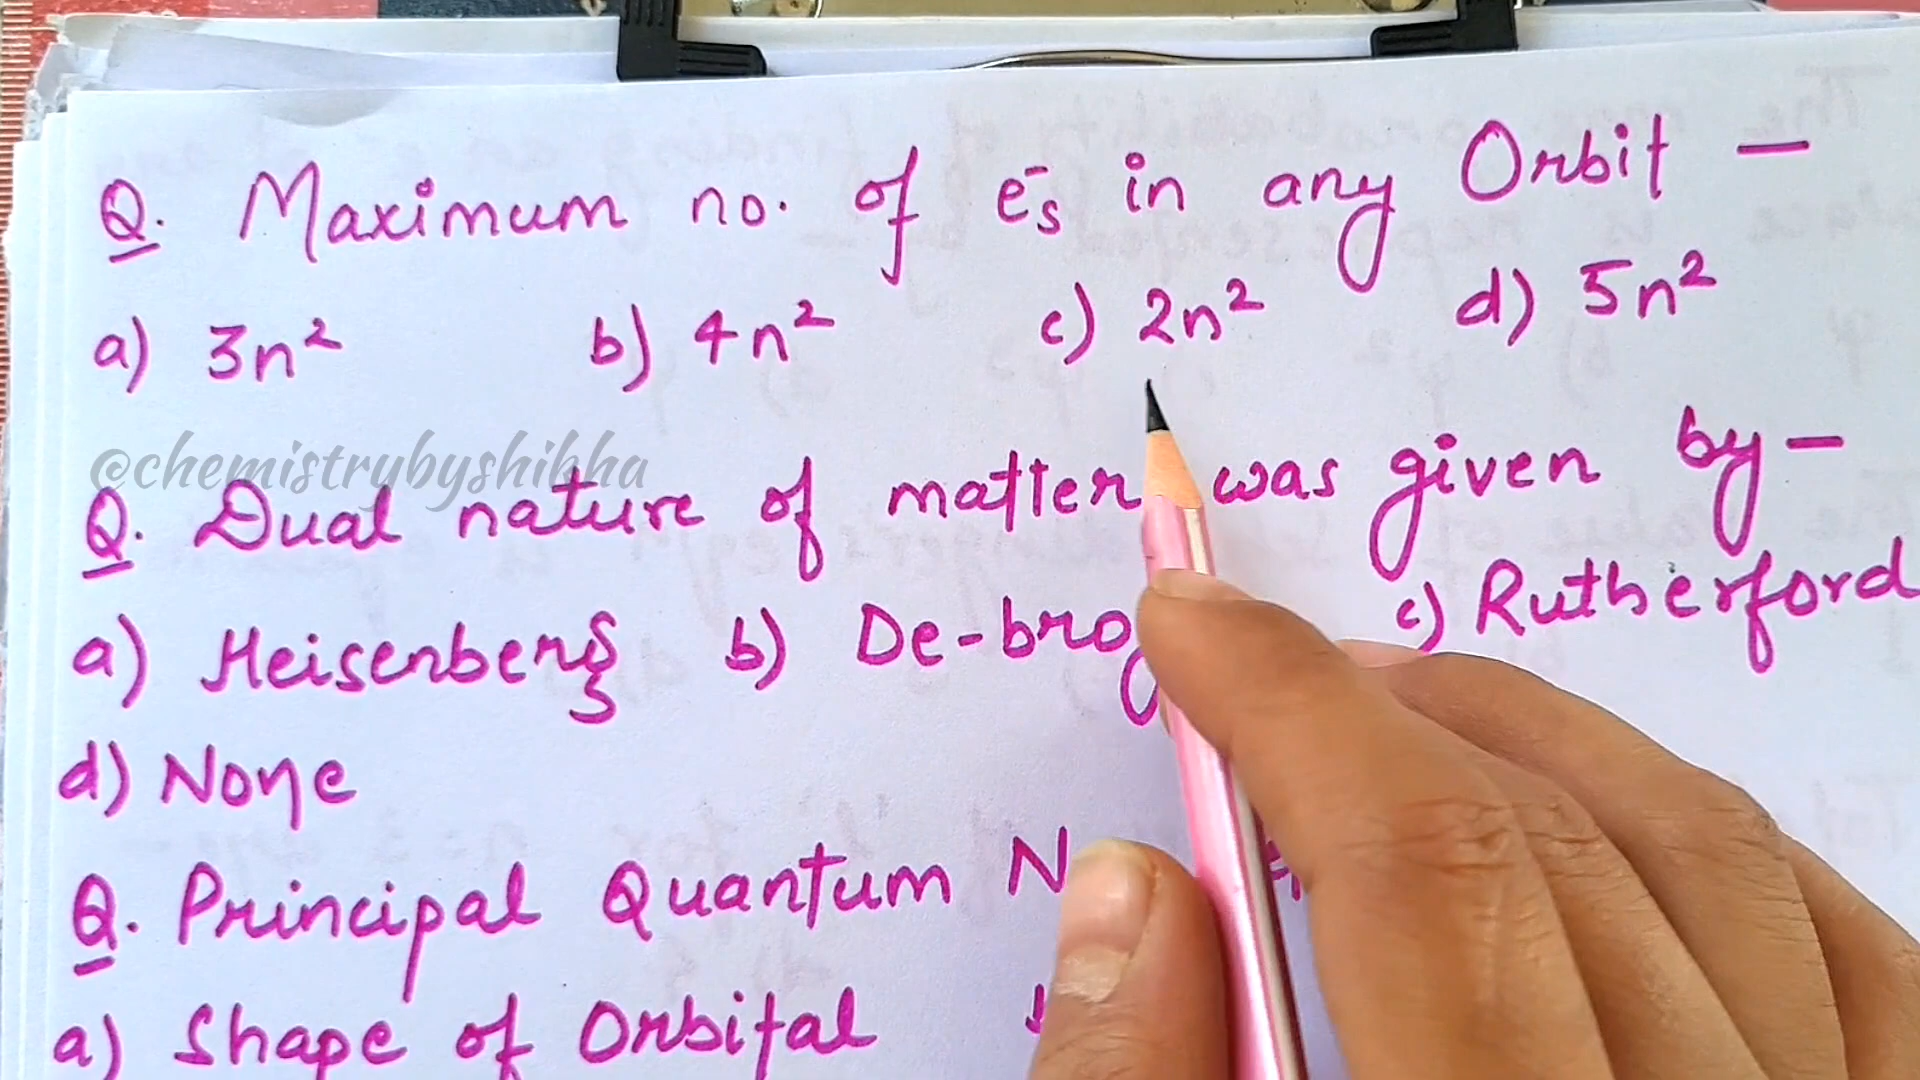 Q. Maximum no. of e⁻s in any Orbit –
a) 3n² b) 4n² c) 2n² d) 5n²
@chemistrybyshikha
Q. Dual nature of matter was given by –
a) Heisenberg b) De-brog c) Rutherford
d) None
Q. Principal Quantum N
a) Shape of Orbital